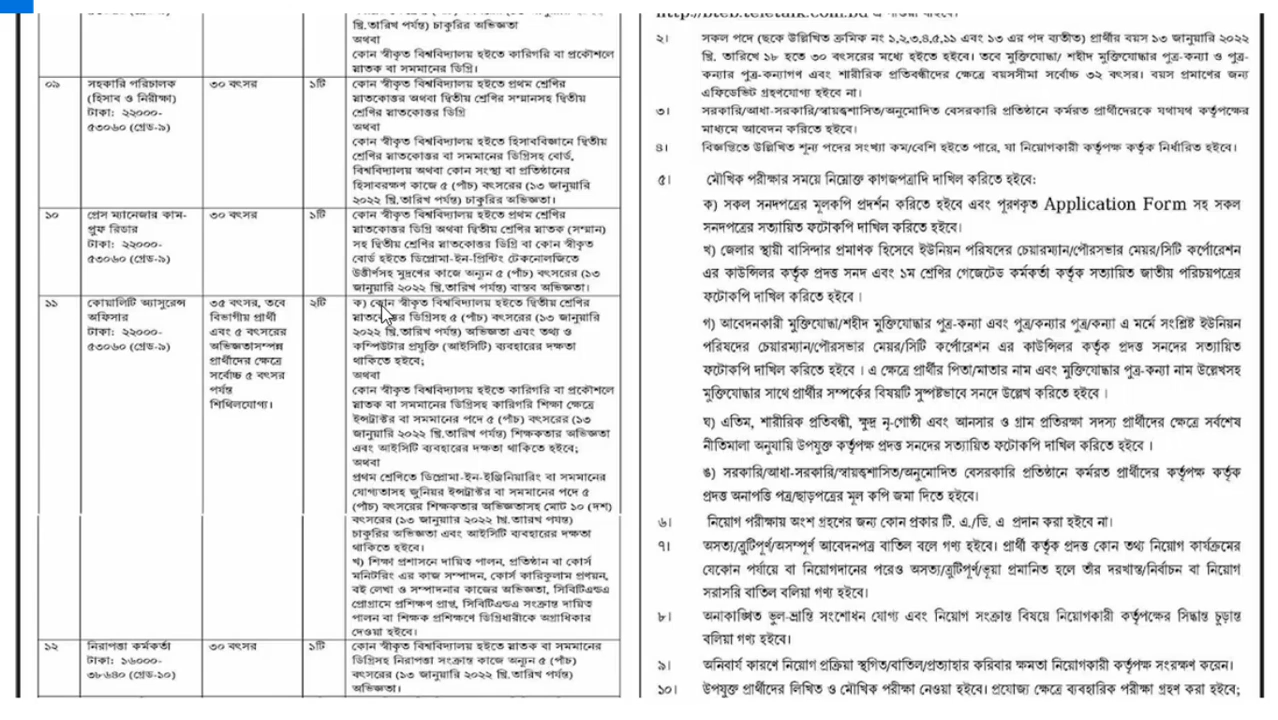 খ্রি.তারিখ পর্যন্ত) চাকুরির অভিজ্ঞতা
অথবা
কোন স্বীকৃত বিশ্ববিদ্যালয় হইতে কারিগরি বা প্রকৌশলে
স্নাতক বা সমমানের ডিগ্রি।
০৯
সহকারি পরিচালক
(হিসাব ও নিরীক্ষা)
টাকা: ২২০০০-
৫৩০৬০ (গ্রেড-৯)
৩০ বৎসর
১টি
কোন স্বীকৃত বিশ্ববিদ্যালয় হইতে প্রথম শ্রেণির
স্নাতকোত্তর অথবা দ্বিতীয় শ্রেণির সম্মানসহ দ্বিতীয়
শ্রেণির স্নাতকোত্তর ডিগ্রি
অথবা
কোন স্বীকৃত বিশ্ববিদ্যালয় হইতে হিসাববিজ্ঞানে দ্বিতীয়
শ্রেণির স্নাতকোত্তর বা সমমানের ডিগ্রিসহ বোর্ড,
বিশ্ববিদ্যালয় অথবা কোন সংস্থা বা প্রতিষ্ঠানের
হিসাবরক্ষণ কাজে ৫ (পাঁচ) বৎসরের (১৩ জানুয়ারি
২০২২ খ্রি.তারিখ পর্যন্ত) চাকুরির অভিজ্ঞতা।
১০
প্রেস ম্যানেজার কাম-
প্রুফ রিডার
টাকা: ২২০০০-
৫৩০৬০ (গ্রেড-৯)
৩০ বৎসর
১টি
কোন স্বীকৃত বিশ্ববিদ্যালয় হইতে প্রথম শ্রেণির
স্নাতকোত্তর ডিগ্রি অথবা দ্বিতীয় শ্রেণির স্নাতক (সম্মান)
সহ দ্বিতীয় শ্রেণির স্নাতকোত্তর ডিগ্রি বা কোন স্বীকৃত
বোর্ড হইতে ডিপ্লোমা-ইন-প্রিন্টিং টেকনোলজিতে
উত্তীর্ণসহ মুদ্রণের কাজে অন্যূন ৫ (পাঁচ) বৎসরের (১৩
জানুয়ারি ২০২২ খ্রি.তারিখ পর্যন্ত) বাস্তব অভিজ্ঞতা।
১১
কোয়ালিটি অ্যাসুরেন্স
অফিসার
টাকা: ২২০০০-
৫৩০৬০ (গ্রেড-৯)
৩৫ বৎসর, তবে
বিভাগীয় প্রার্থী
এবং ৫ বৎসরের
অভিজ্ঞতাসম্পন্ন
প্রার্থীদের ক্ষেত্রে
সর্বোচ্চ ৫ বৎসর
পর্যন্ত
শিথিলযোগ্য।
২টি
ক) কোন স্বীকৃত বিশ্ববিদ্যালয় হইতে দ্বিতীয় শ্রেণির
স্নাতকোত্তর ডিগ্রিসহ ৫ (পাঁচ) বৎসরের (১৩ জানুয়ারি
২০২২ খ্রি.তারিখ পর্যন্ত) অভিজ্ঞতা এবং তথ্য ও
কম্পিউটার প্রযুক্তি (আইসিটি) ব্যবহারের দক্ষতা
থাকিতে হইবে;
অথবা
কোন স্বীকৃত বিশ্ববিদ্যালয় হইতে কারিগরি বা প্রকৌশলে
স্নাতক বা সমমানের ডিগ্রিসহ কারিগরি শিক্ষা ক্ষেত্রে
ইন্সট্রাক্টর বা সমমানের পদে ৫ (পাঁচ) বৎসরের (১৩
জানুয়ারি ২০২২ খ্রি.তারিখ পর্যন্ত) শিক্ষকতার অভিজ্ঞতা
এবং আইসিটি ব্যবহারের দক্ষতা থাকিতে হইবে;
অথবা
প্রথম শ্রেণিতে ডিপ্লোমা-ইন-ইঞ্জিনিয়ারিং বা সমমানের
যোগ্যতাসহ জুনিয়র ইন্সট্রাক্টর বা সমমানের পদে ৫
(পাঁচ) বৎসরের শিক্ষকতার অভিজ্ঞতাসহ মোট ১০ (দশ)
বৎসরের (১৩ জানুয়ারি ২০২২ খ্রি.তারিখ পর্যন্ত)
চাকুরির অভিজ্ঞতা এবং আইসিটি ব্যবহারের দক্ষতা
থাকিতে হইবে।
খ) শিক্ষা প্রশাসনে দায়িত্ব পালন, প্রতিষ্ঠান বা কোর্স
মনিটরিং এর কাজ সম্পাদন, কোর্স কারিকুলাম প্রণয়ন,
বই লেখা ও সম্পাদনার কাজের অভিজ্ঞতা, সিবিটিএন্ডএ
প্রোগ্রামে প্রশিক্ষণ প্রাপ্ত, সিবিটিএন্ডএ সংক্রান্ত দায়িত্ব
পালন বা শিক্ষক প্রশিক্ষণে ডিগ্রিধারীকে অগ্রাধিকার
দেওয়া হইবে।
১২
নিরাপত্তা কর্মকর্তা
টাকা: ১৬০০০-
৩৮৬৪০ (গ্রেড-১০)
৩০ বৎসর
১টি
কোন স্বীকৃত বিশ্ববিদ্যালয় হইতে স্নাতক বা সমমানের
ডিগ্রিসহ নিরাপত্তা সংক্রান্ত কাজে অন্যূন ৫ (পাঁচ)
বৎসরের (১৩ জানুয়ারি ২০২২ খ্রি.তারিখ পর্যন্ত)
অভিজ্ঞতা।
http://bteb.teletalk.com.bd এ পাওয়া যাইবে।
২। সকল পদে (ছকে উল্লিখিত ক্রমিক নং ১,২,৩,৪,৫,১১ এবং ১৩ এর পদ ব্যতীত) প্রার্থীর বয়স ১৩ জানুয়ারি ২০২২
খ্রি. তারিখে ১৮ হতে ৩০ বৎসরের মধ্যে হইতে হইবে। তবে মুক্তিযোদ্ধা/ শহীদ মুক্তিযোদ্ধার পুত্র-কন্যা ও পুত্র-
কন্যার পুত্র-কন্যাগণ এবং শারীরিক প্রতিবন্ধীদের ক্ষেত্রে বয়সসীমা সর্বোচ্চ ৩২ বৎসর। বয়স প্রমাণের জন্য
এফিডেভিট গ্রহণযোগ্য হইবে না।
৩। সরকারি/আধা-সরকারি/স্বায়ত্বশাসিত/অনুমোদিত বেসরকারি প্রতিষ্ঠানে কর্মরত প্রার্থীদেরকে যথাযথ কর্তৃপক্ষের
মাধ্যমে আবেদন করিতে হইবে।
৪। বিজ্ঞপ্তিতে উল্লিখিত শূন্য পদের সংখ্যা কম/বেশি হইতে পারে, যা নিয়োগকারী কর্তৃপক্ষ কর্তৃক নির্ধারিত হইবে।
৫। মৌখিক পরীক্ষার সময়ে নিম্নোক্ত কাগজপত্রাদি দাখিল করিতে হইবে:
ক) সকল সনদপত্রের মূলকপি প্রদর্শন করিতে হইবে এবং পূরণকৃত Application Form সহ সকল
সনদপত্রের সত্যায়িত ফটোকপি দাখিল করিতে হইবে।
খ) জেলার স্থায়ী বাসিন্দার প্রমাণক হিসেবে ইউনিয়ন পরিষদের চেয়ারম্যান/পৌরসভার মেয়র/সিটি কর্পোরেশন
এর কাউন্সিলর কর্তৃক প্রদত্ত সনদ এবং ১ম শ্রেণির গেজেটেড কর্মকর্তা কর্তৃক সত্যায়িত জাতীয় পরিচয়পত্রের
ফটোকপি দাখিল করিতে হইবে ।
গ) আবেদনকারী মুক্তিযোদ্ধা/শহীদ মুক্তিযোদ্ধার পুত্র-কন্যা এবং পুত্র/কন্যার পুত্র/কন্যা এ মর্মে সংশ্লিষ্ট ইউনিয়ন
পরিষদের চেয়ারম্যান/পৌরসভার মেয়র/সিটি কর্পোরেশন এর কাউন্সিলর কর্তৃক প্রদত্ত সনদের সত্যায়িত
ফটোকপি দাখিল করিতে হইবে । এ ক্ষেত্রে প্রার্থীর পিতা/মাতার নাম এবং মুক্তিযোদ্ধার পুত্র-কন্যা নাম উল্লেখসহ
মুক্তিযোদ্ধার সাথে প্রার্থীর সম্পর্কের বিষয়টি সুস্পষ্টভাবে সনদে উল্লেখ করিতে হইবে ।
ঘ) এতিম, শারীরিক প্রতিবন্ধী, ক্ষুদ্র নৃ-গোষ্ঠী এবং আনসার ও গ্রাম প্রতিরক্ষা সদস্য প্রার্থীদের ক্ষেত্রে সর্বশেষ
নীতিমালা অনুযায়ি উপযুক্ত কর্তৃপক্ষ প্রদত্ত সনদের সত্যায়িত ফটোকপি দাখিল করিতে হইবে ।
ঙ) সরকারি/আধা-সরকারি/স্বায়ত্বশাসিত/অনুমোদিত বেসরকারি প্রতিষ্ঠানে কর্মরত প্রার্থীদের কর্তৃপক্ষ কর্তৃক
প্রদত্ত অনাপত্তি পত্র/ছাড়পত্রের মূল কপি জমা দিতে হইবে।
৬। নিয়োগ পরীক্ষায় অংশ গ্রহণের জন্য কোন প্রকার টি. এ./ডি. এ প্রদান করা হইবে না।
৭। অসত্য/ত্রুটিপূর্ণ/অসম্পূর্ণ আবেদনপত্র বাতিল বলে গণ্য হইবে। প্রার্থী কর্তৃক প্রদত্ত কোন তথ্য নিয়োগ কার্যক্রমের
যেকোন পর্যায়ে বা নিয়োগদানের পরেও অসত্য/ত্রুটিপূর্ণ/ভূয়া প্রমানিত হলে তাঁর দরখাস্ত/নির্বাচন বা নিয়োগ
সরাসরি বাতিল বলিয়া গণ্য হইবে।
৮। অনাকাঙ্খিত ভুল-ভ্রান্তি সংশোধন যোগ্য এবং নিয়োগ সংক্রান্ত বিষয়ে নিয়োগকারী কর্তৃপক্ষের সিদ্ধান্ত চুড়ান্ত
বলিয়া গণ্য হইবে।
৯। অনিবার্য কারণে নিয়োগ প্রক্রিয়া স্থগিত/বাতিল/প্রত্যাহার করিবার ক্ষমতা নিয়োগকারী কর্তৃপক্ষ সংরক্ষণ করেন।
১০। উপযুক্ত প্রার্থীদের লিখিত ও মৌখিক পরীক্ষা নেওয়া হইবে। প্রযোজ্য ক্ষেত্রে ব্যবহারিক পরীক্ষা গ্রহণ করা হইবে;